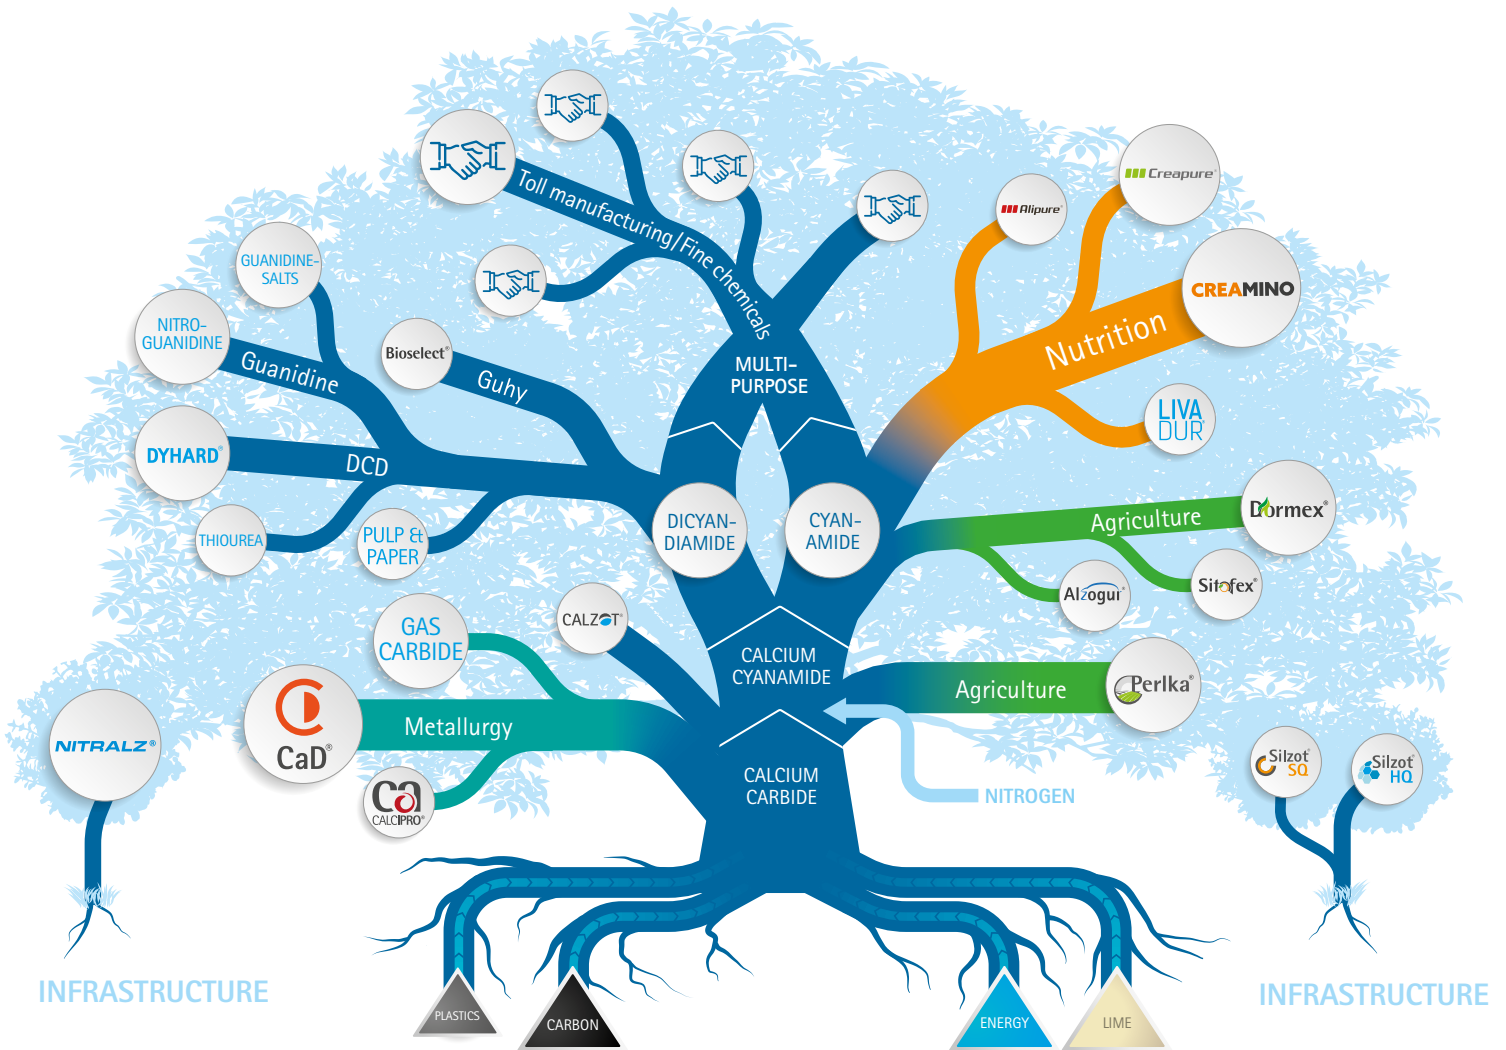 Creapure®
Alipure®
Toll manufacturing/Fine chemicals
GUANIDINE-
SALTS
CREAMINO
NITRO-
GUANIDINE
Bioselect®
Guanidine
Guhy
MULTI-
PURPOSE
Nutrition
LIVA
DUR®
DYHARD®
DCD
Dormex®
Agriculture
DICYAN-
DIAMIDE
CYAN-
AMIDE
THIOUREA
PULP &
PAPER
Alzogur®
Sitofex®
GAS
CARBIDE
CALZOT®
CALCIUM
CYANAMIDE
Agriculture
Perlka®
CaD®
Metallurgy
NITRALZ®
CALCIUM
CARBIDE
NITROGEN
Silzot®
SQ
Silzot®
HQ
ca
CALCIPRO®
INFRASTRUCTURE
INFRASTRUCTURE
PLASTICS
CARBON
ENERGY
LIME